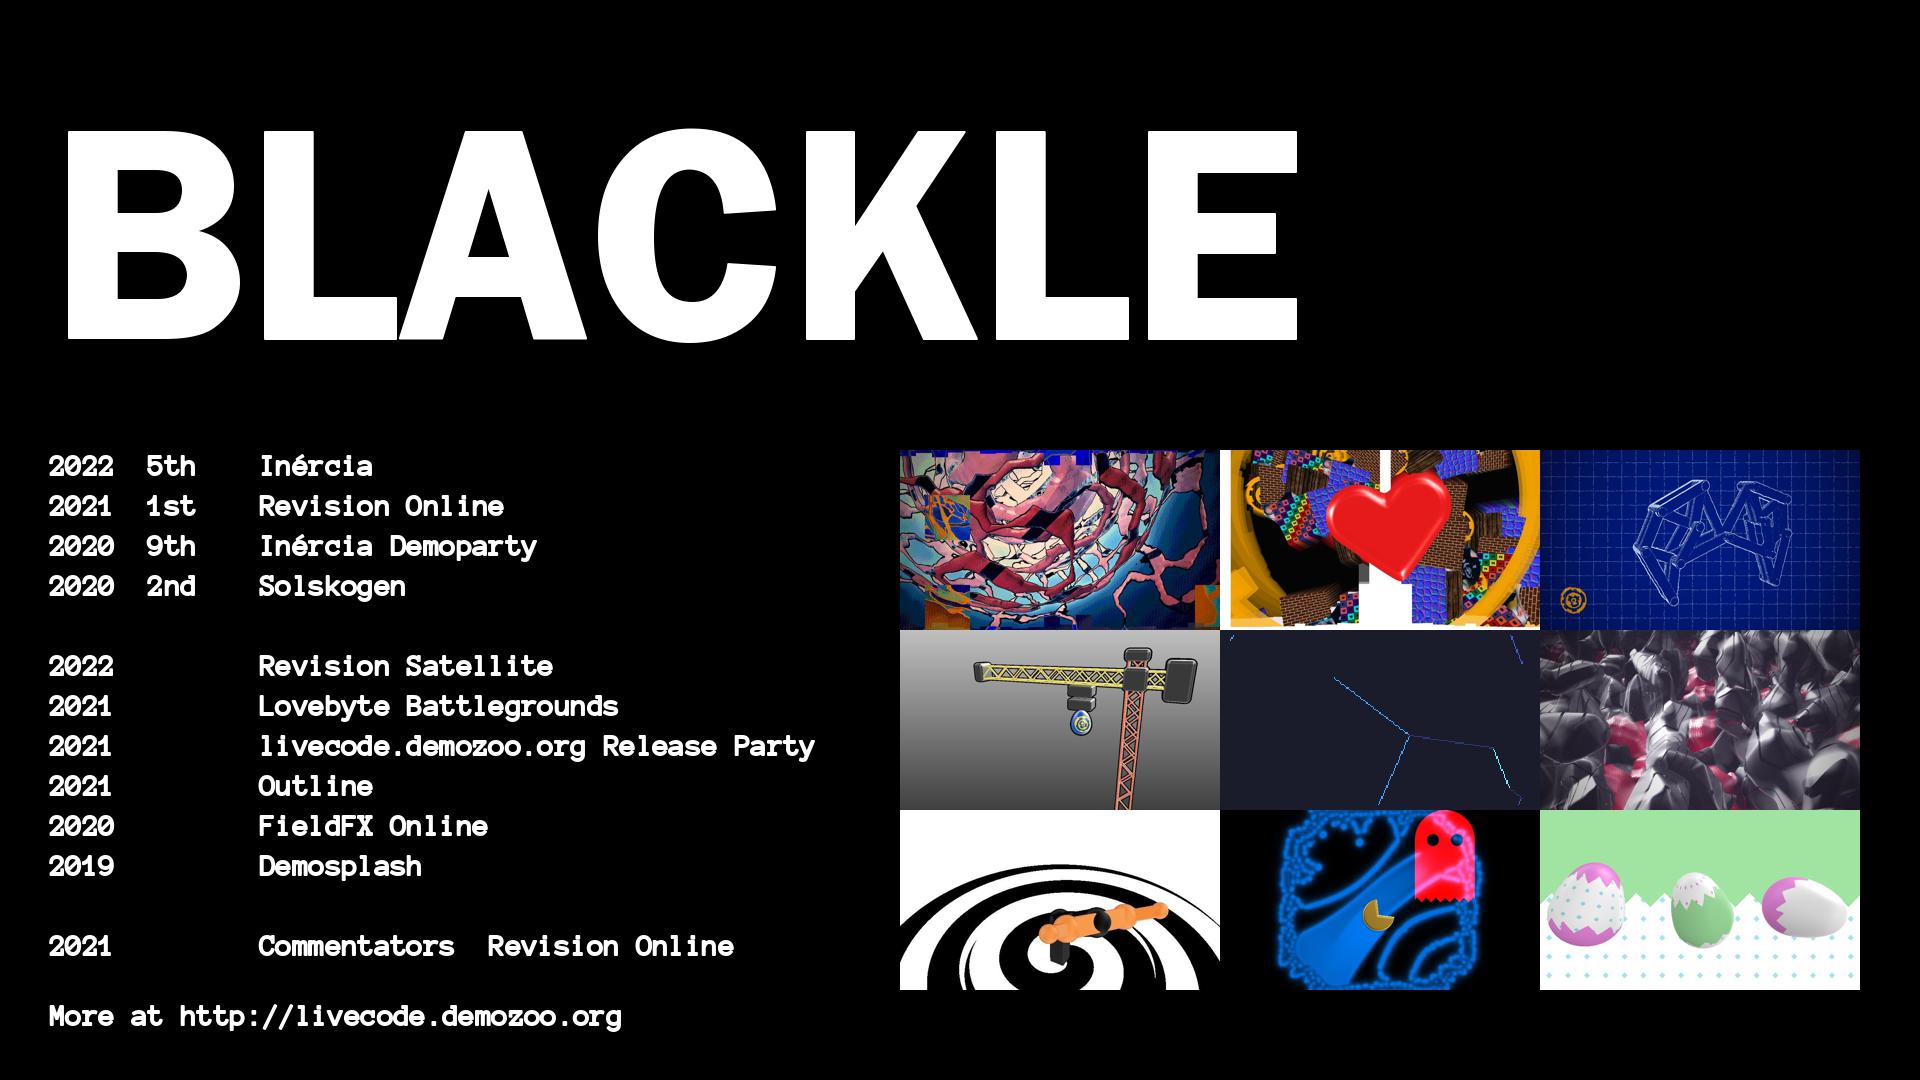 BLACKLE
2022 5th Inércia
2021 1st Revision Online
2020 9th Inércia Demoparty
2020 2nd Solskogen
2022 Revision Satellite
2021 Lovebyte Battlegrounds
2021 livecode.demozoo.org Release Party
2021 Outline
2020 FieldFX Online
2019 Demosplash
2021 Commentators Revision Online
More at http://livecode.demozoo.org